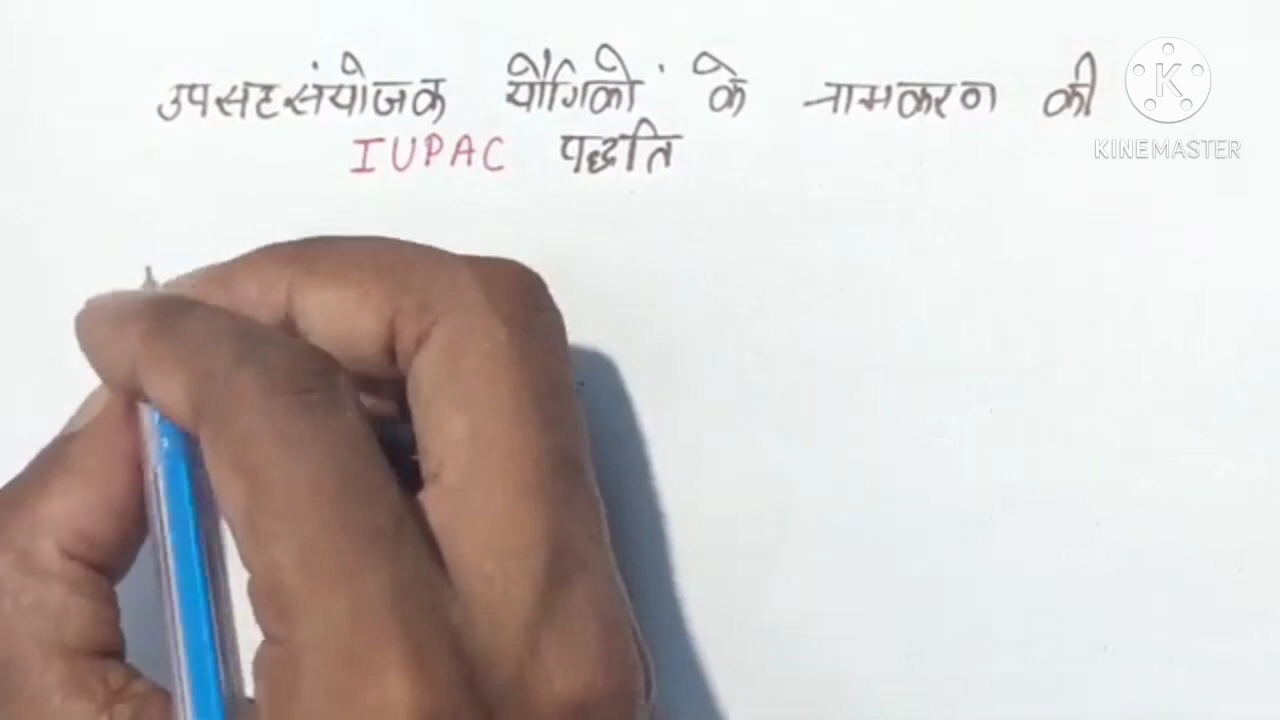 उपसहसंयोजक यौगिकों के नामकरण की
IUPAC पद्धति
K
KINEMASTER